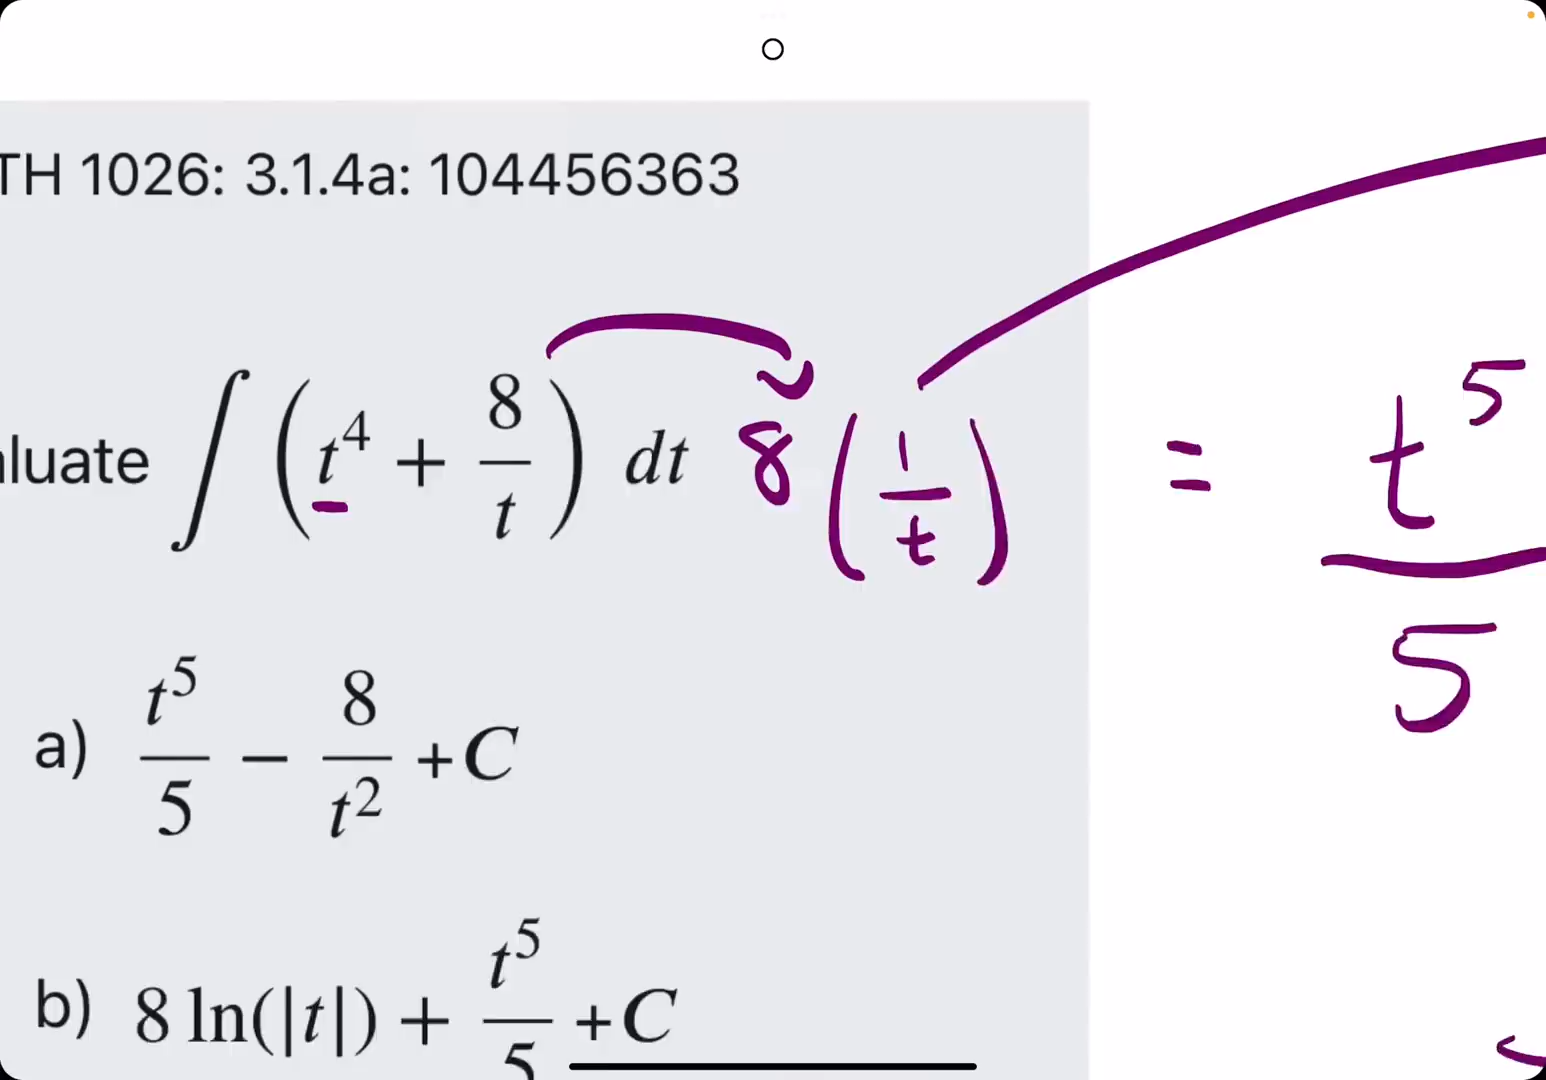 TH 1026: 3.1.4a: 104456363
aluate ∫ (t⁴ + 8/t) dt 8(1/t) = t⁵/5
a) t⁵/5 − 8/t² +C
b) 8 ln(|t|) + t⁵/5 +C